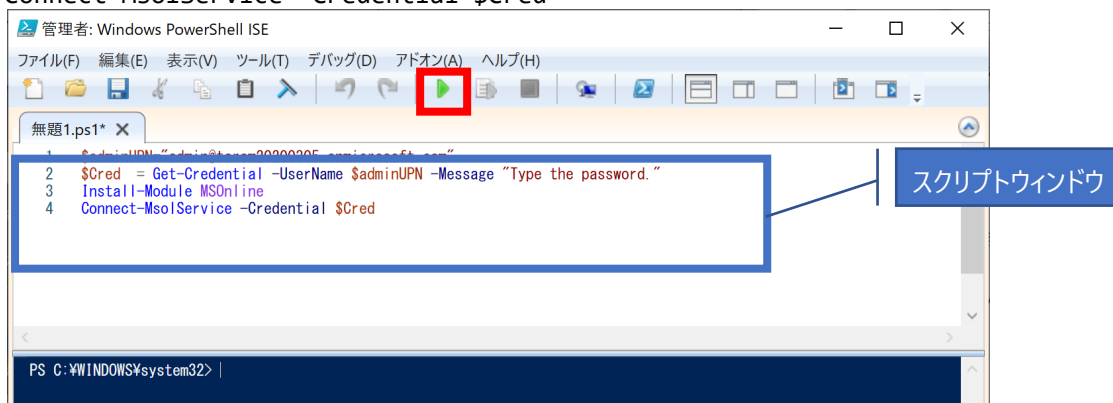 Connect-MsolService -Credential $Cred
管理者: Windows PowerShell ISE
ファイル(F) 編集(E) 表示(V) ツール(T) デバッグ(D) アドオン(A) ヘルプ(H)
無題1.ps1* X
1 $adminUPN="admin@
2 $Cred = Get-Credential -UserName $adminUPN -Message "Type the password."
3 Install-Module MSOnline
4 Connect-MsolService -Credential $Cred
スクリプトウィンドウ
PS C:¥WINDOWS¥system32>